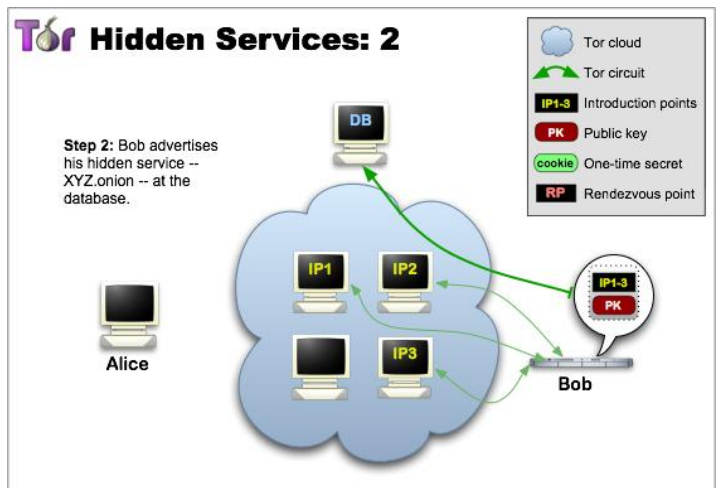 Tor Hidden Services: 2
Step 2: Bob advertises
his hidden service --
XYZ.onion -- at the
database.
Tor cloud
Tor circuit
IP1-3 Introduction points
PK Public key
cookie One-time secret
RP Rendezvous point
DB
IP1
IP2
IP3
IP1-3
PK
Alice
Bob